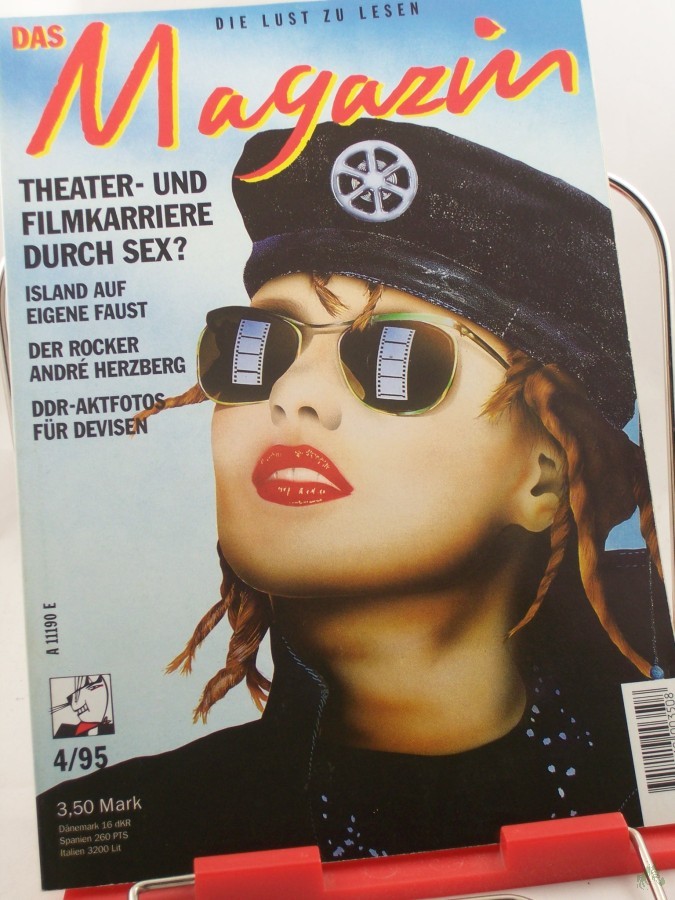 DIE LUST ZU LESEN
DAS
Magazin
THEATER- UND
FILMKARRIERE
DURCH SEX?
ISLAND AUF
EIGENE FAUST
DER ROCKER
ANDRÉ HERZBERG
DDR-AKTFOTOS
FÜR DEVISEN
A 11190 E
4/95
3,50 Mark
Dänemark 16 dKR
Spanien 260 PTS
Italien 3200 Lit